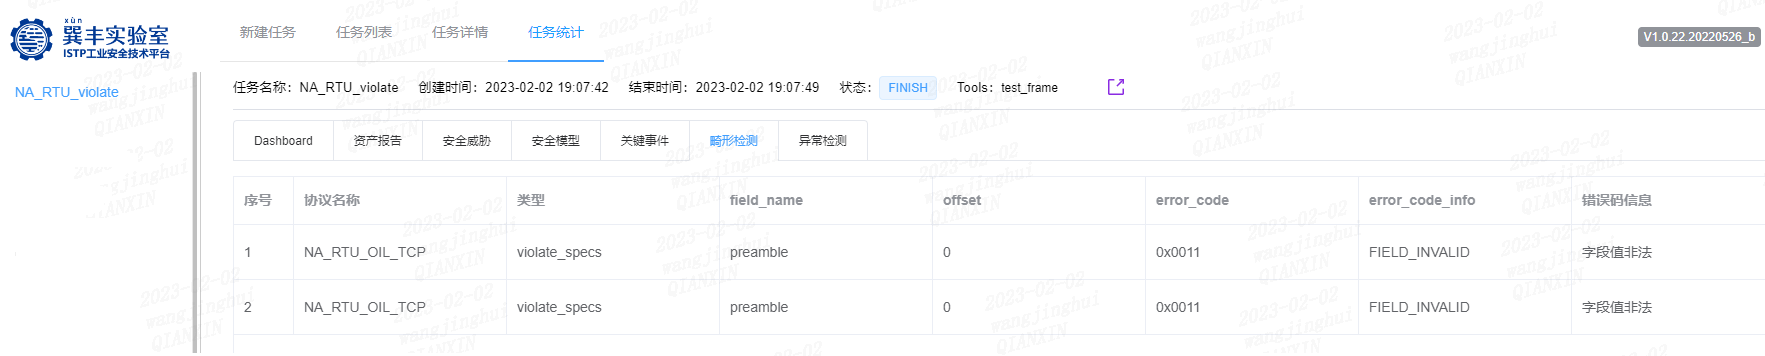 xùn
巽丰实验室
ISTP工业安全技术平台
新建任务 任务列表 任务详情 任务统计
V1.0.22.20220526_b
NA_RTU_violate
任务名称：NA_RTU_violate 创建时间：2023-02-02 19:07:42 结束时间：2023-02-02 19:07:49 状态： FINISH Tools：test_frame
Dashboard 资产报告 安全威胁 安全模型 关键事件 畸形检测 异常检测
序号 协议名称 类型 field_name offset error_code error_code_info 错误码信息
1 NA_RTU_OIL_TCP violate_specs preamble 0 0x0011 FIELD_INVALID 字段值非法
2 NA_RTU_OIL_TCP violate_specs preamble 0 0x0011 FIELD_INVALID 字段值非法
2023-02-02
wangjinghui
QIANXIN